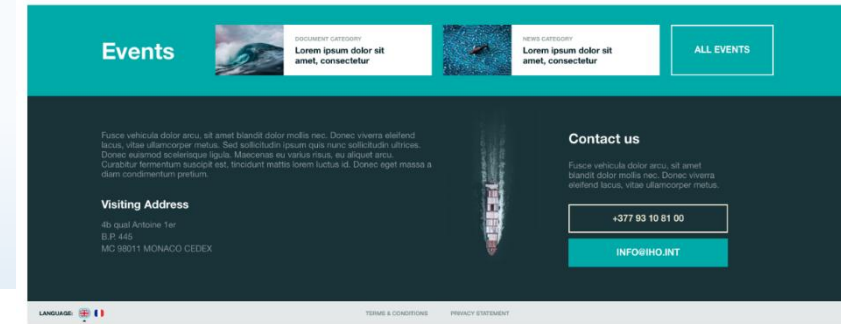 Events
DOCUMENT CATEGORY
Lorem ipsum dolor sit
amet, consectetur
NEWS CATEGORY
Lorem ipsum dolor sit
amet, consectetur
ALL EVENTS
Fusce vehicula dolor arcu, sit amet blandit dolor mollis nec. Donec viverra eleifend
lacus, vitae ullamcorper metus. Sed sollicitudin ipsum quis nunc sollicitudin ultrices.
Donec euismod scelerisque ligula. Maecenas eu varius risus, eu aliquet arcu.
Curabitur fermentum suscipit est, tincidunt mattis lorem luctus id. Donec eget massa a
diam condimentum pretium.
Visiting Address
4b quai Antoine 1er
B.P. 445
MC 98011 MONACO CEDEX
Contact us
Fusce vehicula dolor arcu, sit amet
blandit dolor mollis nec. Donec viverra
eleifend lacus, vitae ullamcorper metus.
+377 93 10 81 00
INFO@IHO.INT
LANGUAGE:
TERMS & CONDITIONS
PRIVACY STATEMENT